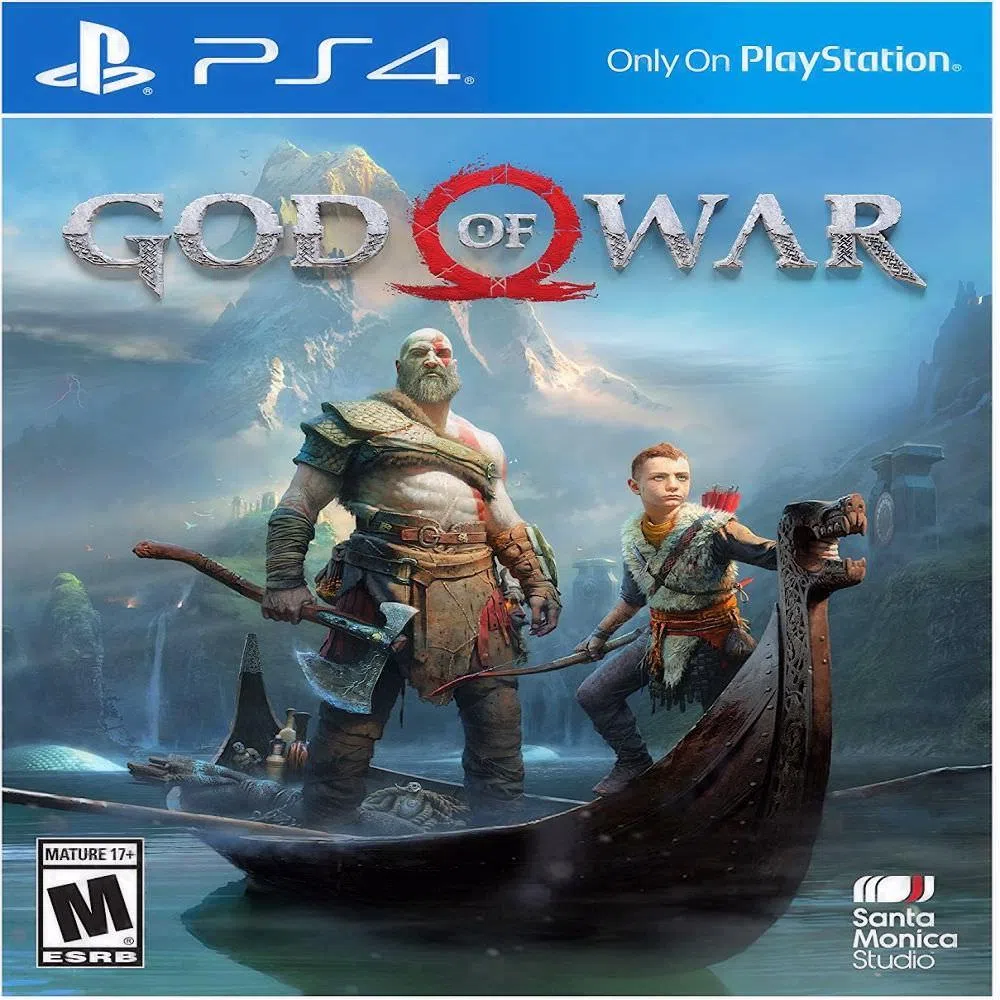 PS4
Only On PlayStation®
GOD OF WAR
MATURE 17+
M
ESRB
Santa
Monica
Studio